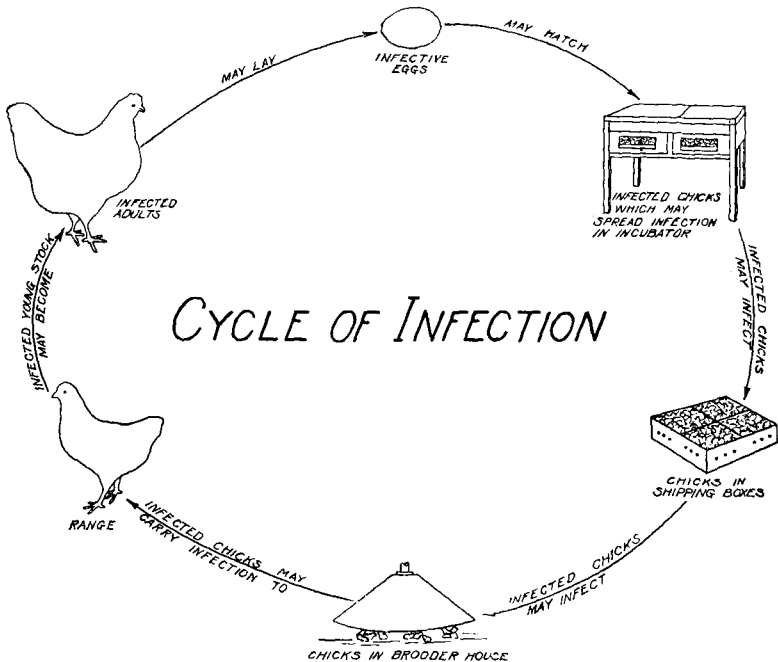 INFECTIVE
EGGS
MAY HATCH
INFECTED CHICKS
WHICH MAY
SPREAD INFECTION
IN INCUBATOR
INFECTED CHICKS
MAY INFECT
CHICKS IN
SHIPPING BOXES
INFECTED CHICKS
MAY INFECT
CHICKS IN BROODER HOUSE
INFECTED CHICKS MAY
CARRY INFECTION TO
RANGE
INFECTED YOUNG STOCK
MAY BECOME
INFECTED
ADULTS
MAY LAY
CYCLE OF INFECTION